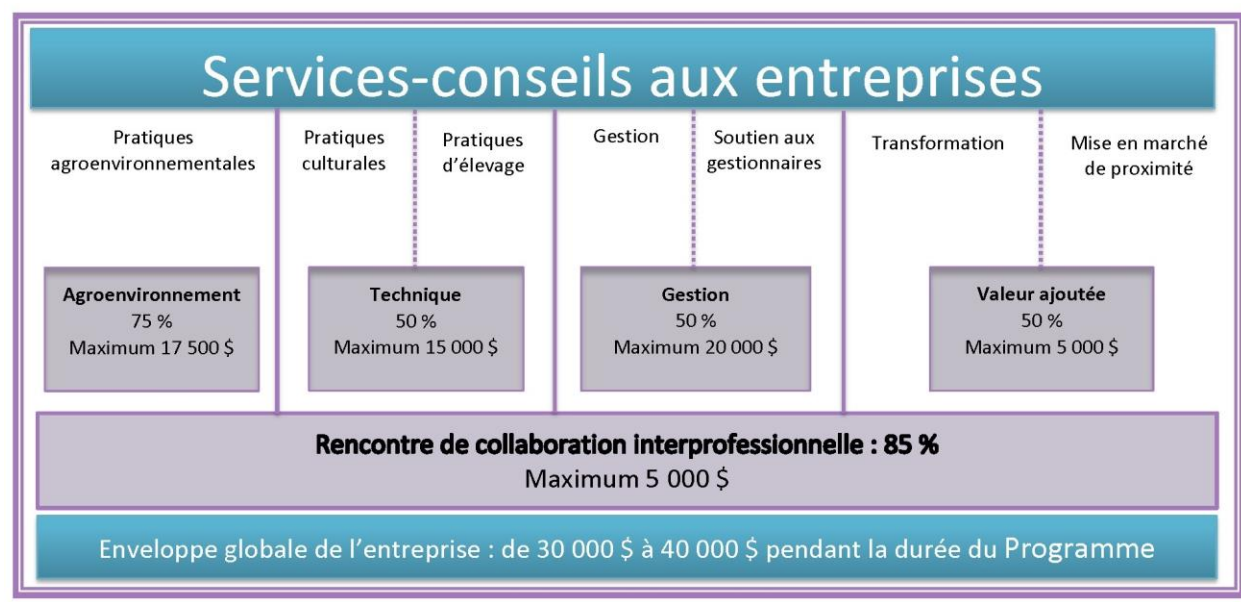 Services-conseils aux entreprises
Pratiques
agroenvironnementales
Pratiques
culturales
Pratiques
d'élevage
Gestion
Soutien aux
gestionnaires
Transformation
Mise en marché
de proximité
Agroenvironnement
75 %
Maximum 17 500 $
Technique
50 %
Maximum 15 000 $
Gestion
50 %
Maximum 20 000 $
Valeur ajoutée
50 %
Maximum 5 000 $
Rencontre de collaboration interprofessionnelle : 85 %
Maximum 5 000 $
Enveloppe globale de l'entreprise : de 30 000 $ à 40 000 $ pendant la durée du Programme